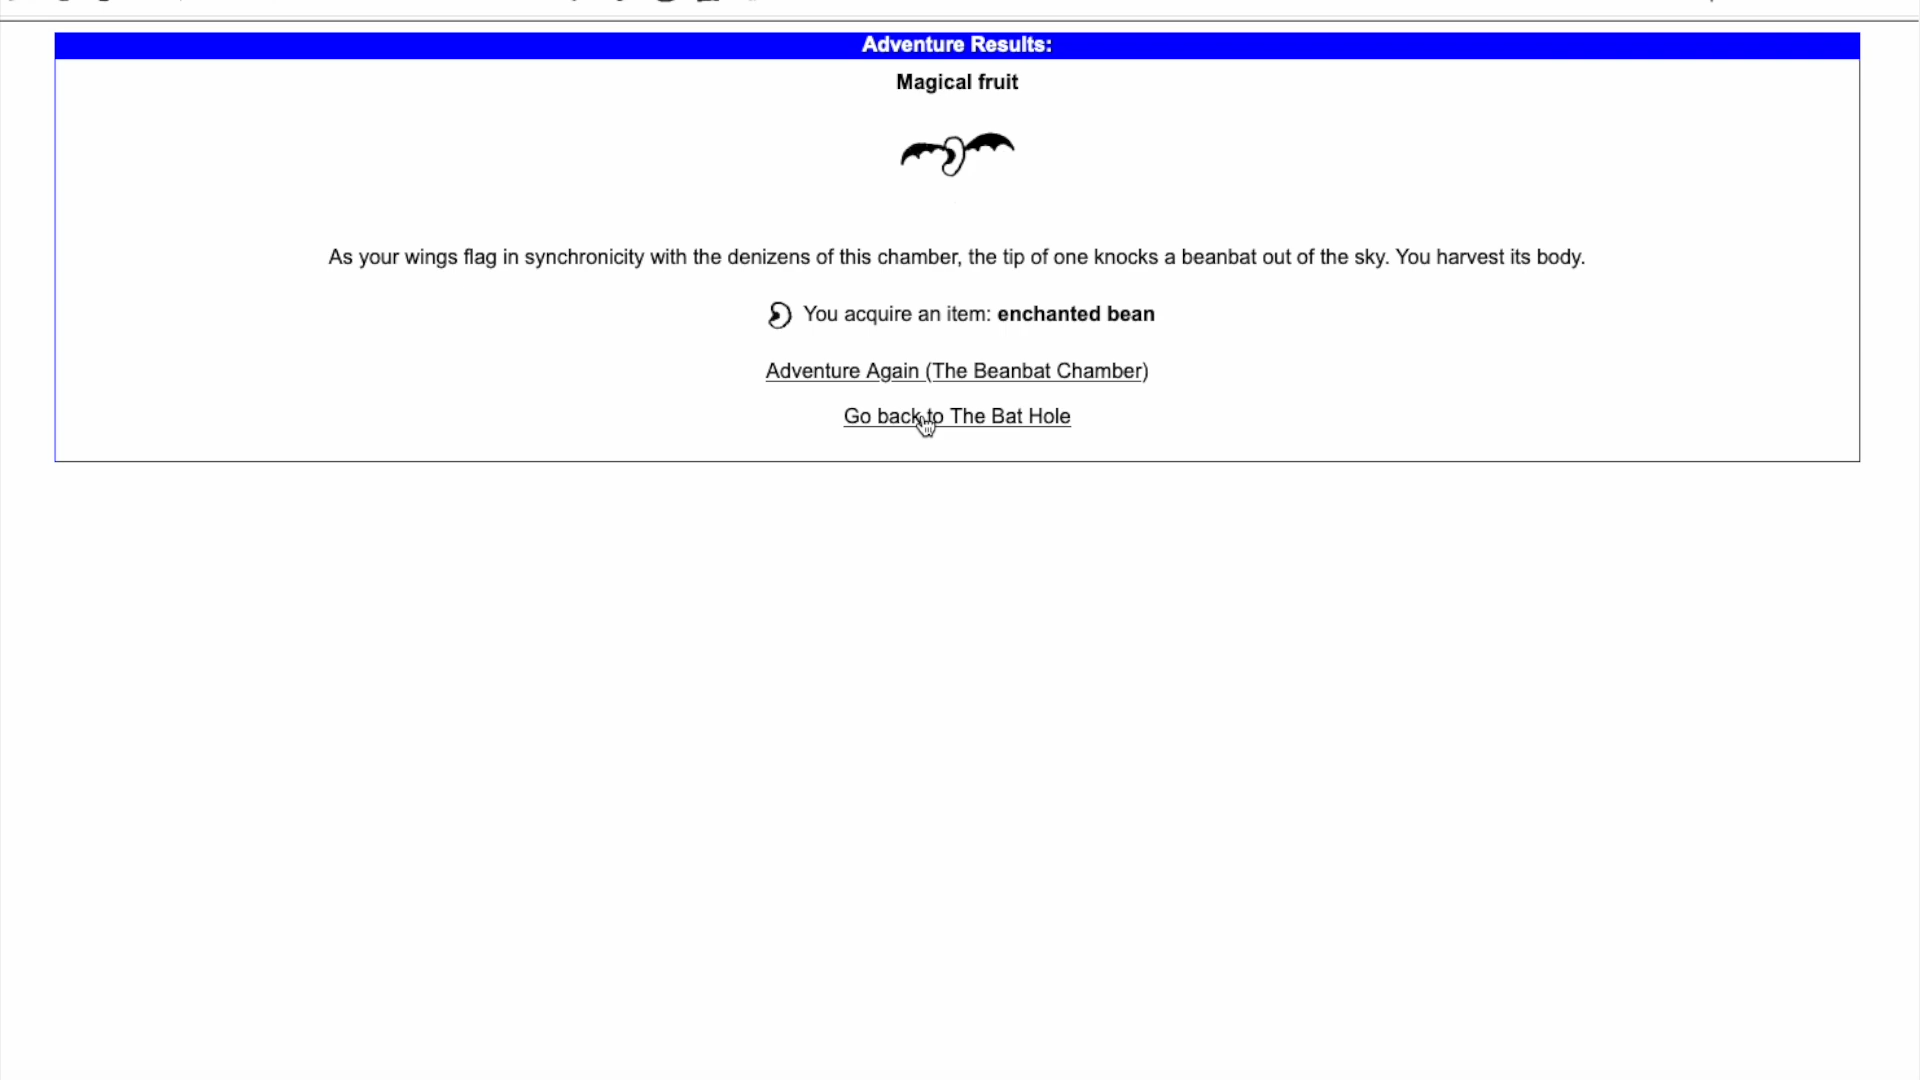 Adventure Results:
Magical fruit
As your wings flag in synchronicity with the denizens of this chamber, the tip of one knocks a beanbat out of the sky. You harvest its body.
You acquire an item: enchanted bean
Adventure Again (The Beanbat Chamber)
Go back to The Bat Hole